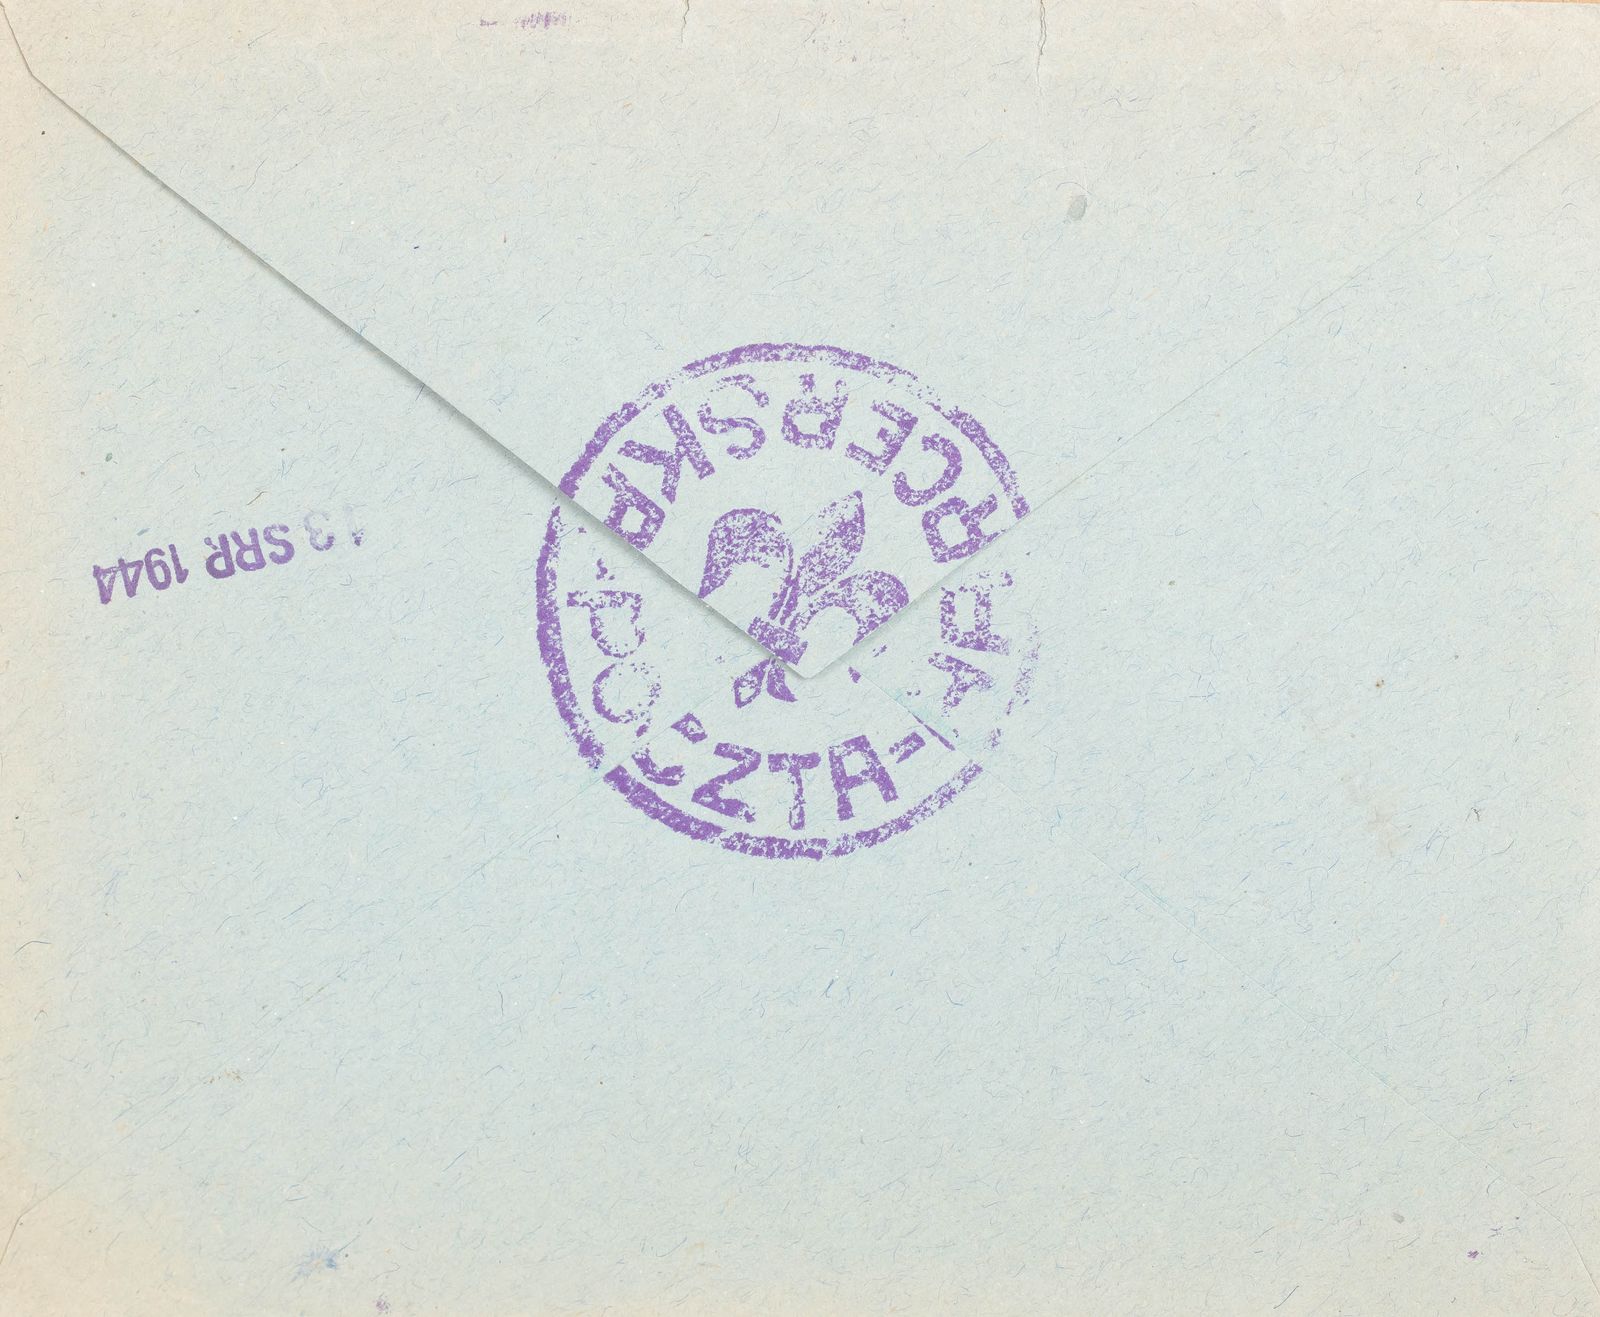 13 SRP. 1944
POCZTA-HARCERSKA